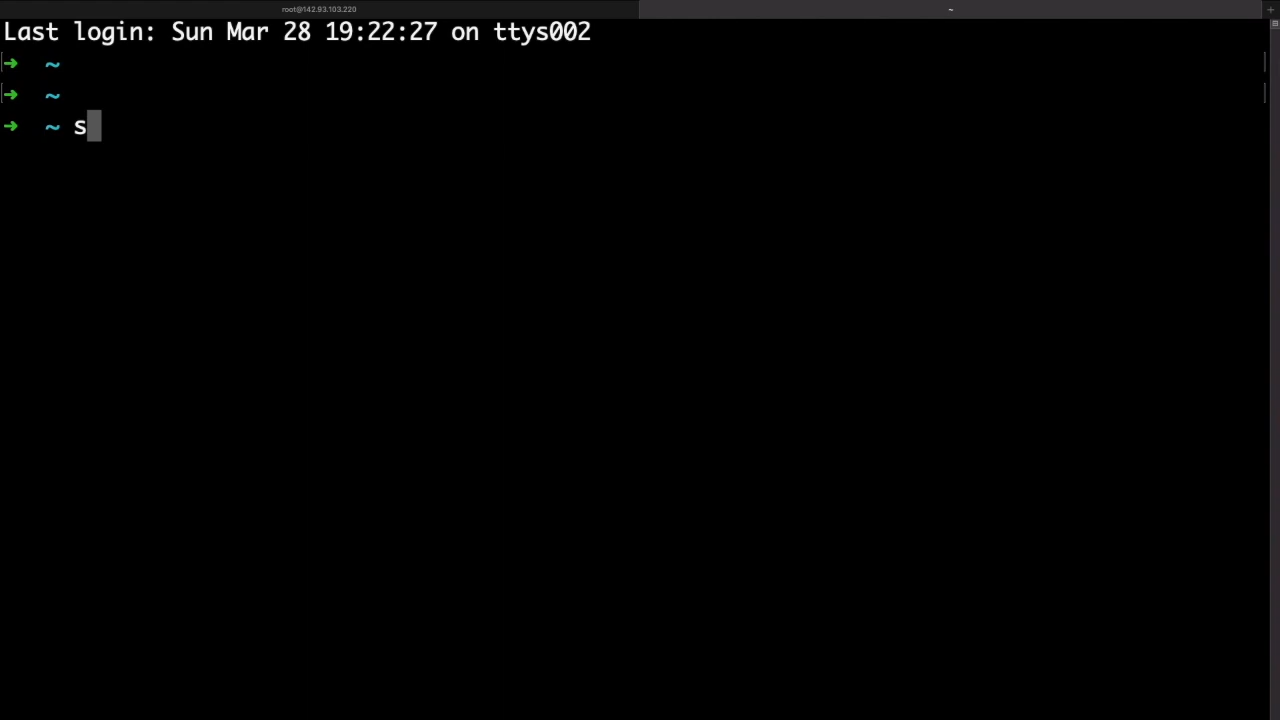 root@142.93.103.220
~
+
Last login: Sun Mar 28 19:22:27 on ttys002
[➜ ~
[➜ ~
➜ ~ s